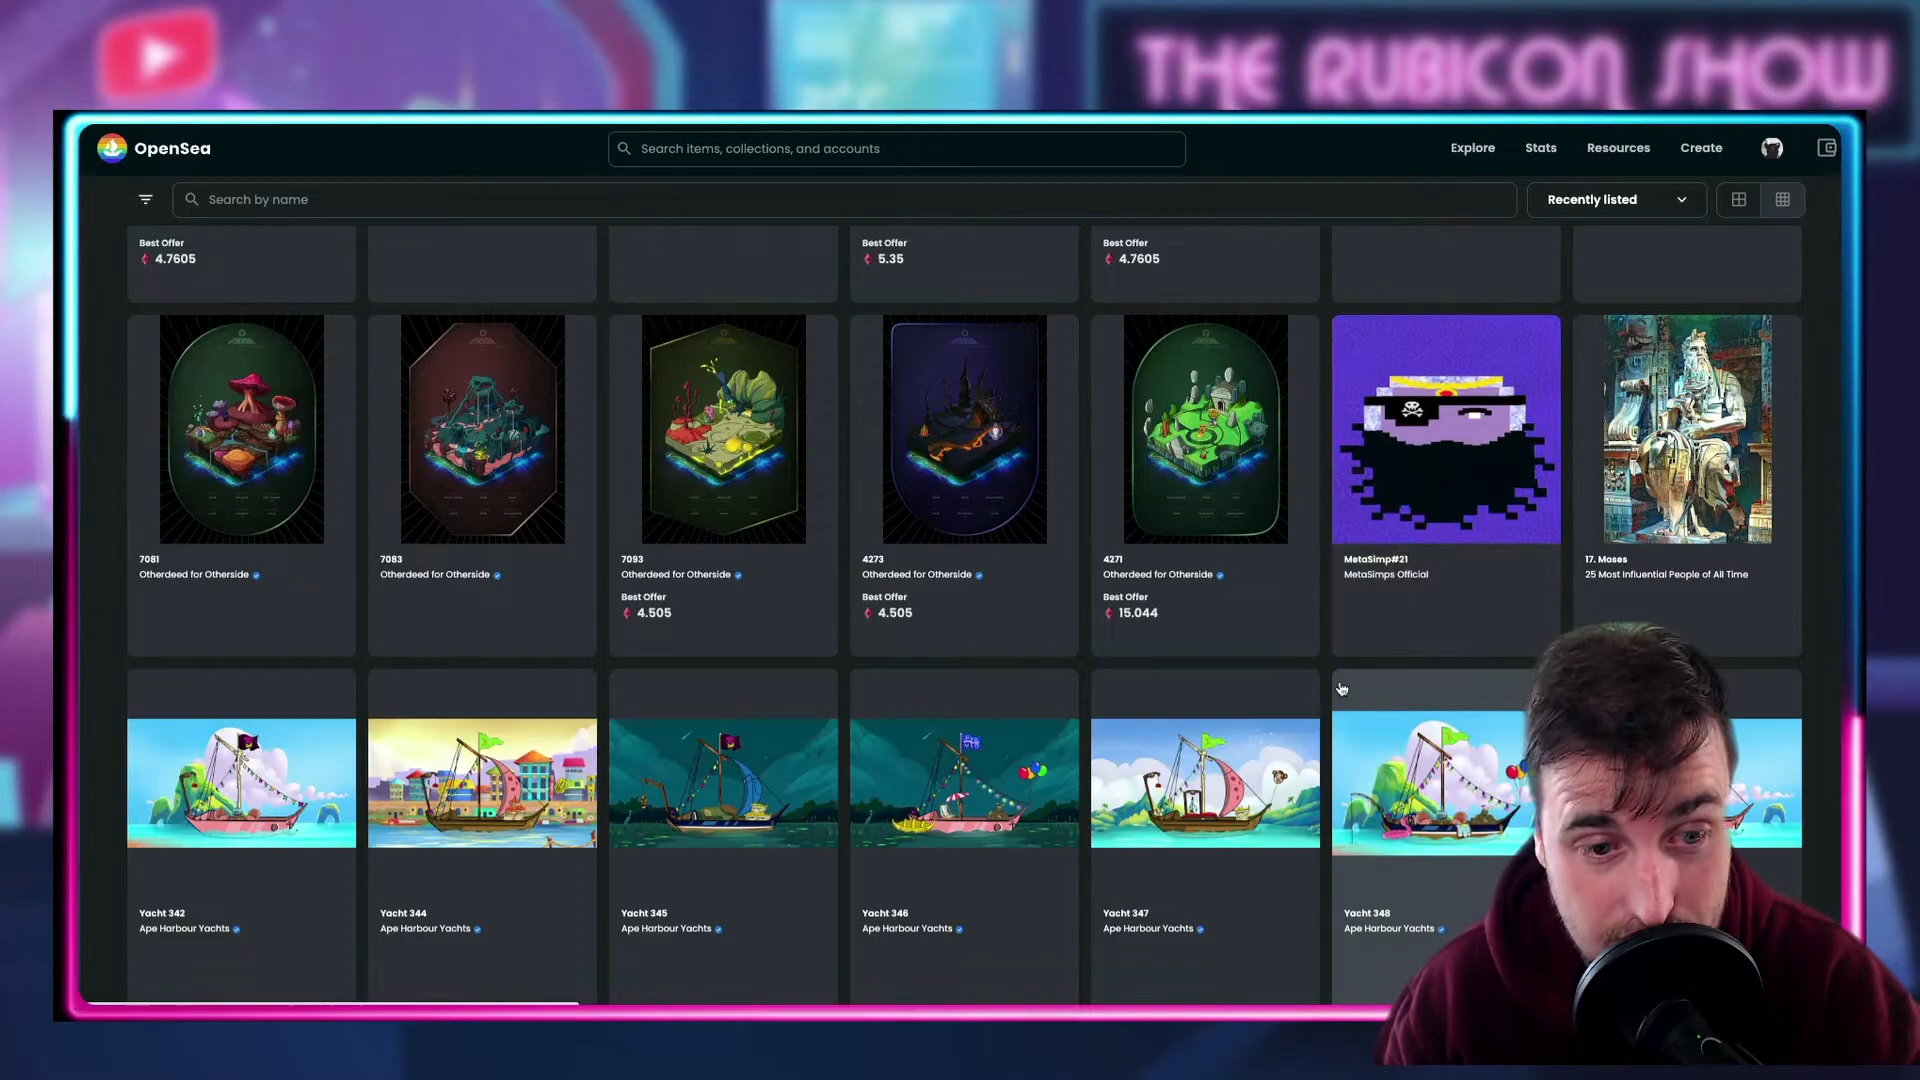 THE RUBICON SHOW
OpenSea
Search items, collections, and accounts
Explore
Stats
Resources
Create
Search by name
Recently listed
Best Offer
4.7605
Best Offer
5.35
Best Offer
4.7605
7081
Otherdeed for Otherside
7083
Otherdeed for Otherside
7093
Otherdeed for Otherside
Best Offer
4.505
4273
Otherdeed for Otherside
Best Offer
4.505
4271
Otherdeed for Otherside
Best Offer
15.044
MetaSimp#21
MetaSimps Official
17. Moses
25 Most Influential People of All Time
Yacht 342
Ape Harbour Yachts
Yacht 344
Ape Harbour Yachts
Yacht 345
Ape Harbour Yachts
Yacht 346
Ape Harbour Yachts
Yacht 347
Ape Harbour Yachts
Yacht 348
Ape Harbour Yachts